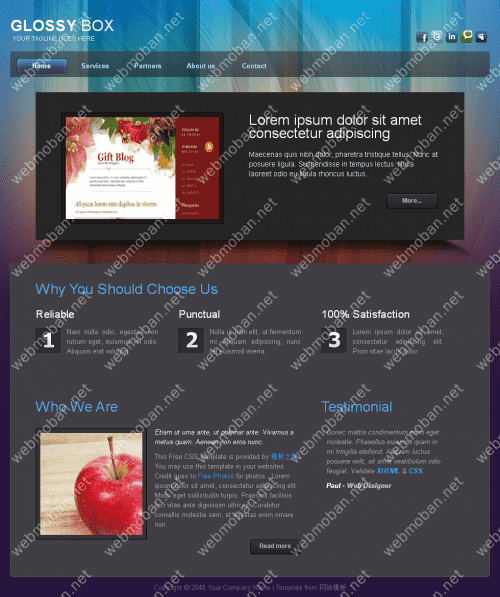 GLOSSY BOX
YOUR TAGLINE GOES HERE
Home Services Partners About us Contact
Gift Blog
Lorem ipsum dolor sit amet
consectetur adipiscing
Maecenas quis nibh dolor, pharetra tristique tellus. Nunc at
posuere ligula. Suspendisse in tempus lectus. Nulla
laoreet odio eu ligula rhoncus luctus.
More...
Why You Should Choose Us
Reliable
1
Nam nulla odio, egestas non
rutrum eget, euismod et odio.
Aliquam erat volutpat.
Punctual
2
Nulla quam elit, ut fermentum
mi. Aliquam adipiscing, nunc
euismod viverra.
100% Satisfaction
3
Lorem ipsum dolor sit amet,
consectetur adipiscing elit.
Proin vitae lacus dolor.
Who We Are
Etiam ut urna ante, ut pulvinar ante. Vivamus a
metus quam. Aenean non eros nunc.
This Free CSS Template is provided by 模板之家
You may use this template in your websites.
Credit goes to Free Photos for photos. Lorem
ipsum dolor sit amet, consectetur adipiscing elit.
Morbi eget sollicitudin turpis. Praesent facilisis
orci vitae ante dignissim ultrices. Curabitur
convallis molestie sem, et egestas enim ornare
non.
Read more
Testimonial
Donec mattis condimentum sem eget
molestie. Phasellus euismod quam in
mi fringilla eleifend. Aliquam luctus
posuere velit, sit amet vestibulum odio
feugiat. Validate XHTML & CSS.
Paul - Web Designer
Copyright © 2048 Your Company Name | Template from 网站模板
webmoban.net